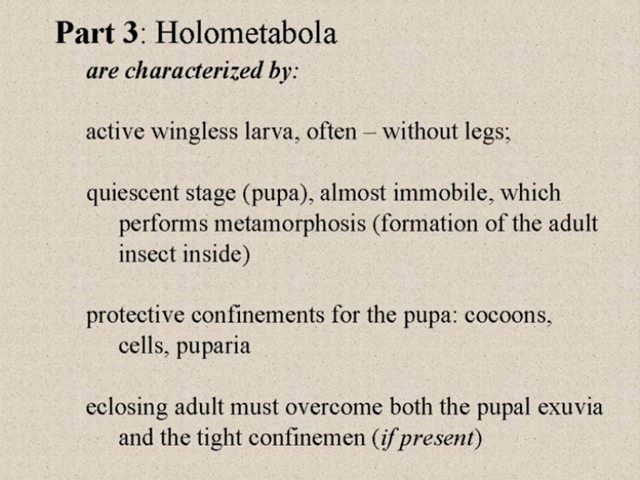 Part 3: Holometabola
are characterized by:
active wingless larva, often – without legs;
quiescent stage (pupa), almost immobile, which
performs metamorphosis (formation of the adult
insect inside)
protective confinements for the pupa: cocoons,
cells, puparia
eclosing adult must overcome both the pupal exuvia
and the tight confinemen (if present)